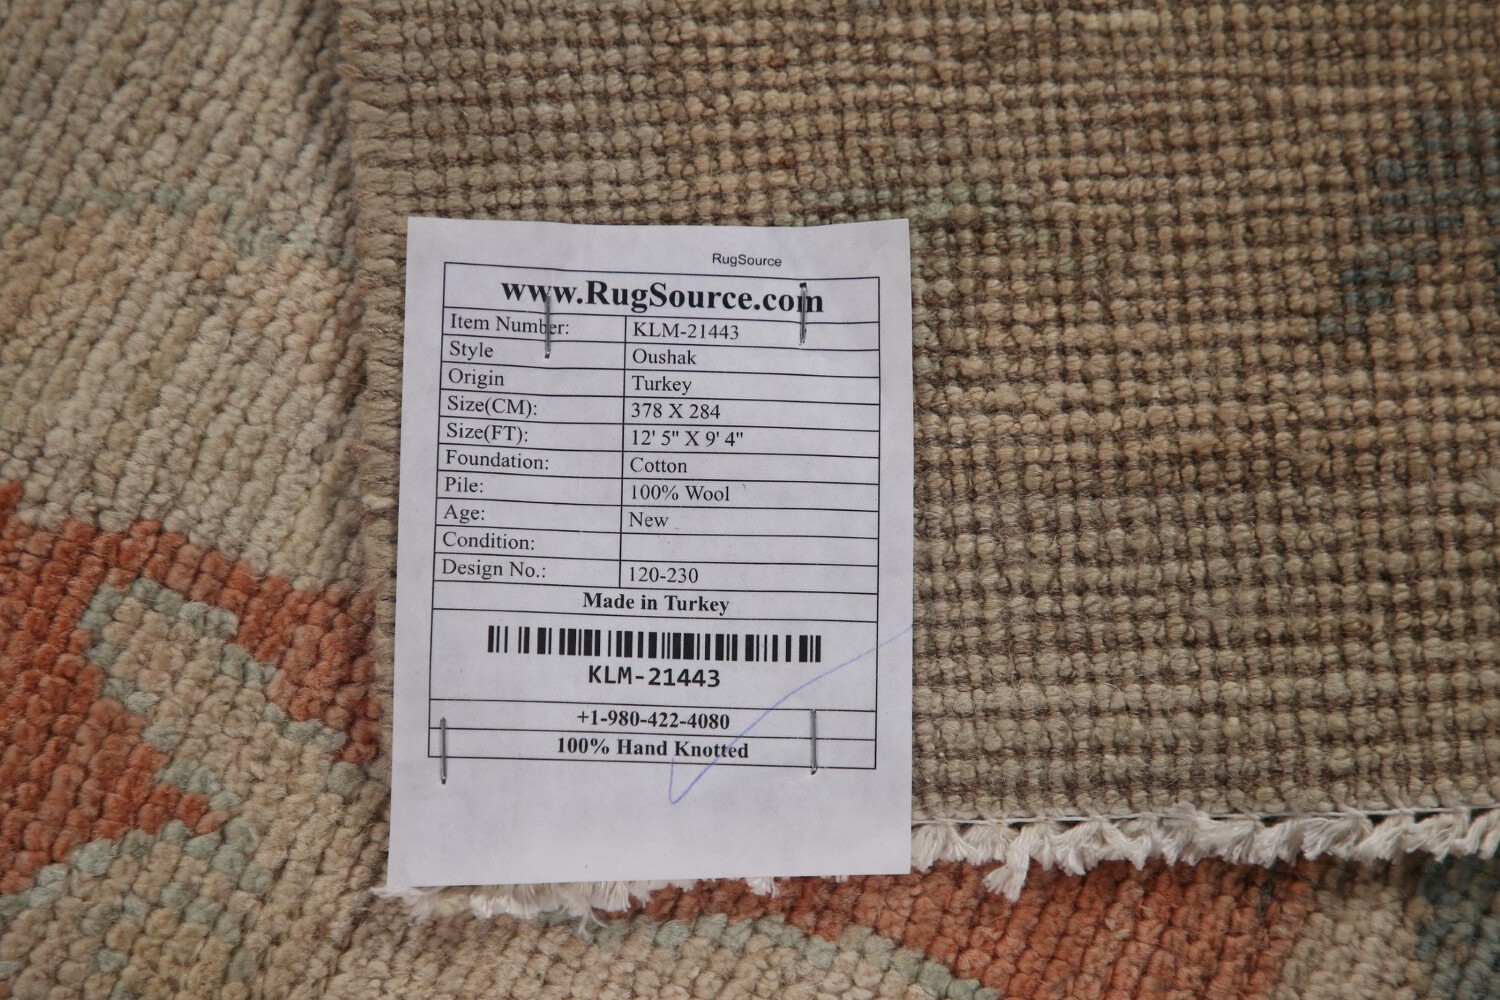 RugSource
www.RugSource.com
Item Number: KLM-21443
Style Oushak
Origin Turkey
Size(CM): 378 X 284
Size(FT): 12' 5" X 9' 4"
Foundation: Cotton
Pile: 100% Wool
Age: New
Condition:
Design No.: 120-230
Made in Turkey
KLM-21443
+1-980-422-4080
100% Hand Knotted